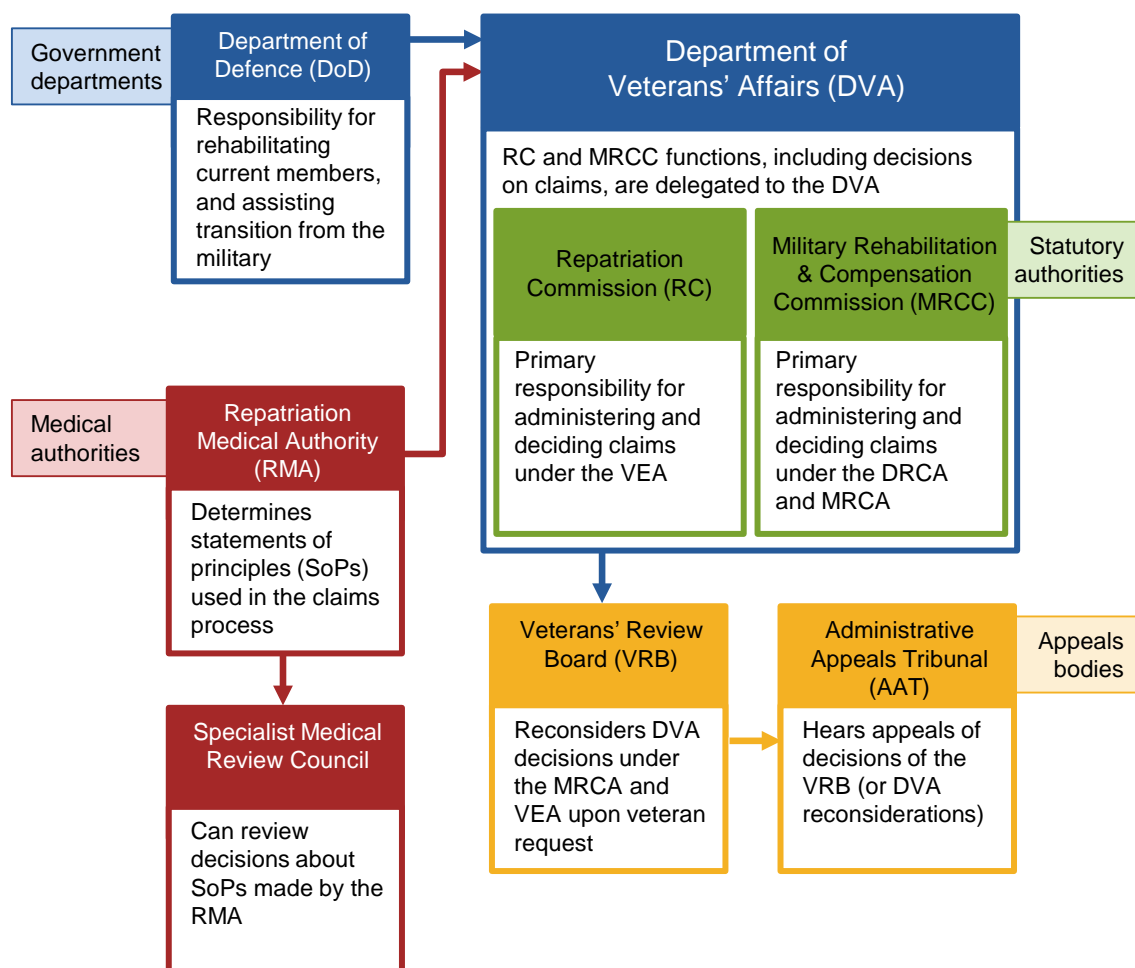 Government
departments
Department of
Defence (DoD)
Responsibility for
rehabilitating
current members,
and assisting
transition from the
military
Department of
Veterans’ Affairs (DVA)
RC and MRCC functions, including decisions
on claims, are delegated to the DVA
Repatriation
Commission (RC)
Primary
responsibility for
administering and
deciding claims
under the VEA
Military Rehabilitation
& Compensation
Commission (MRCC)
Primary
responsibility for
administering and
deciding claims
under the DRCA
and MRCA
Statutory
authorities
Medical
authorities
Repatriation
Medical Authority
(RMA)
Determines
statements of
principles (SoPs)
used in the claims
process
Specialist Medical
Review Council
Can review
decisions about
SoPs made by the
RMA
Veterans’ Review
Board (VRB)
Reconsiders DVA
decisions under
the MRCA and
VEA upon veteran
request
Administrative
Appeals Tribunal
(AAT)
Hears appeals of
decisions of the
VRB (or DVA
reconsiderations)
Appeals
bodies